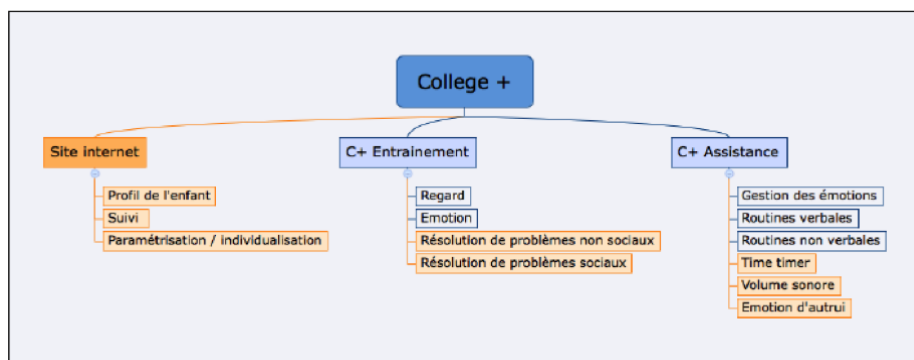 College +
Site internet
Profil de l'enfant
Suivi
Paramétrisation / individualisation
C+ Entrainement
Regard
Emotion
Résolution de problèmes non sociaux
Résolution de problèmes sociaux
C+ Assistance
Gestion des émotions
Routines verbales
Routines non verbales
Time timer
Volume sonore
Emotion d'autrui